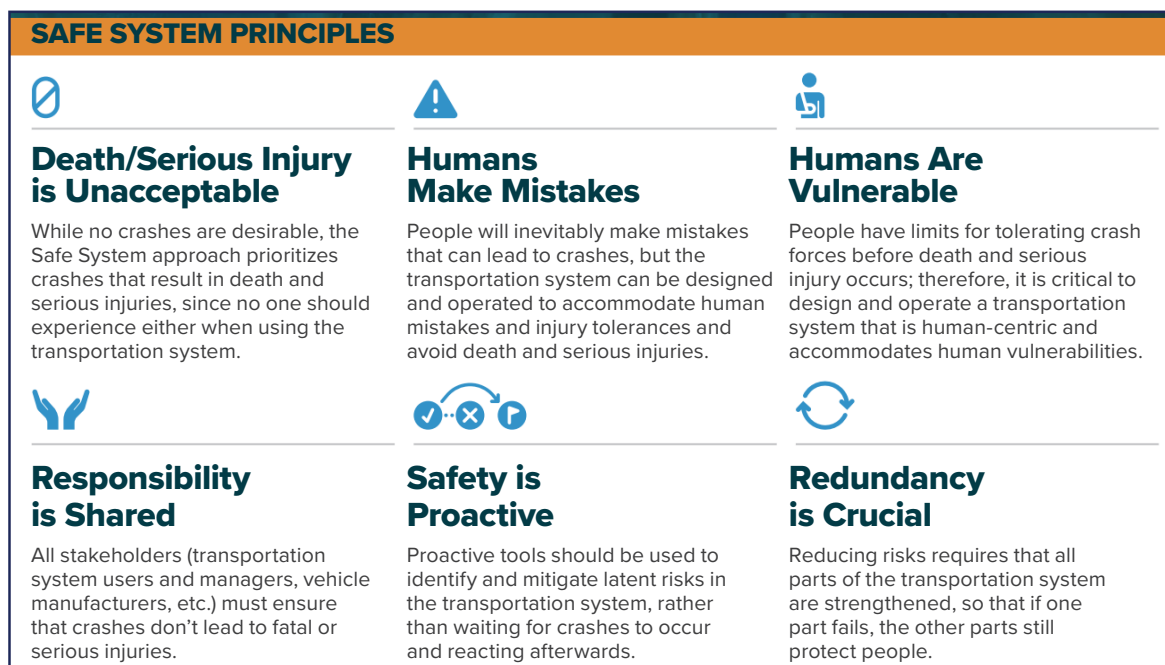 SAFE SYSTEM PRINCIPLES
Death/Serious Injury
is Unacceptable
While no crashes are desirable, the
Safe System approach prioritizes
crashes that result in death and
serious injuries, since no one should
experience either when using the
transportation system.
Humans
Make Mistakes
People will inevitably make mistakes
that can lead to crashes, but the
transportation system can be designed
and operated to accommodate human
mistakes and injury tolerances and
avoid death and serious injuries.
Humans Are
Vulnerable
People have limits for tolerating crash
forces before death and serious
injury occurs; therefore, it is critical to
design and operate a transportation
system that is human-centric and
accommodates human vulnerabilities.
Responsibility
is Shared
All stakeholders (transportation
system users and managers, vehicle
manufacturers, etc.) must ensure
that crashes don’t lead to fatal or
serious injuries.
Safety is
Proactive
Proactive tools should be used to
identify and mitigate latent risks in
the transportation system, rather
than waiting for crashes to occur
and reacting afterwards.
Redundancy
is Crucial
Reducing risks requires that all
parts of the transportation system
are strengthened, so that if one
part fails, the other parts still
protect people.